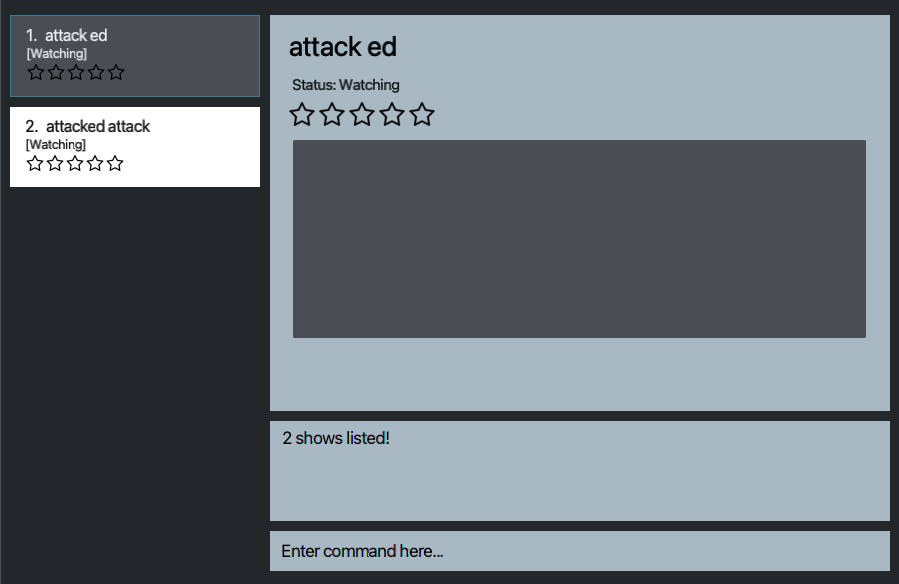 1. attack ed
[Watching]
2. attacked attack
[Watching]
attack ed
Status: Watching
2 shows listed!
Enter command here...